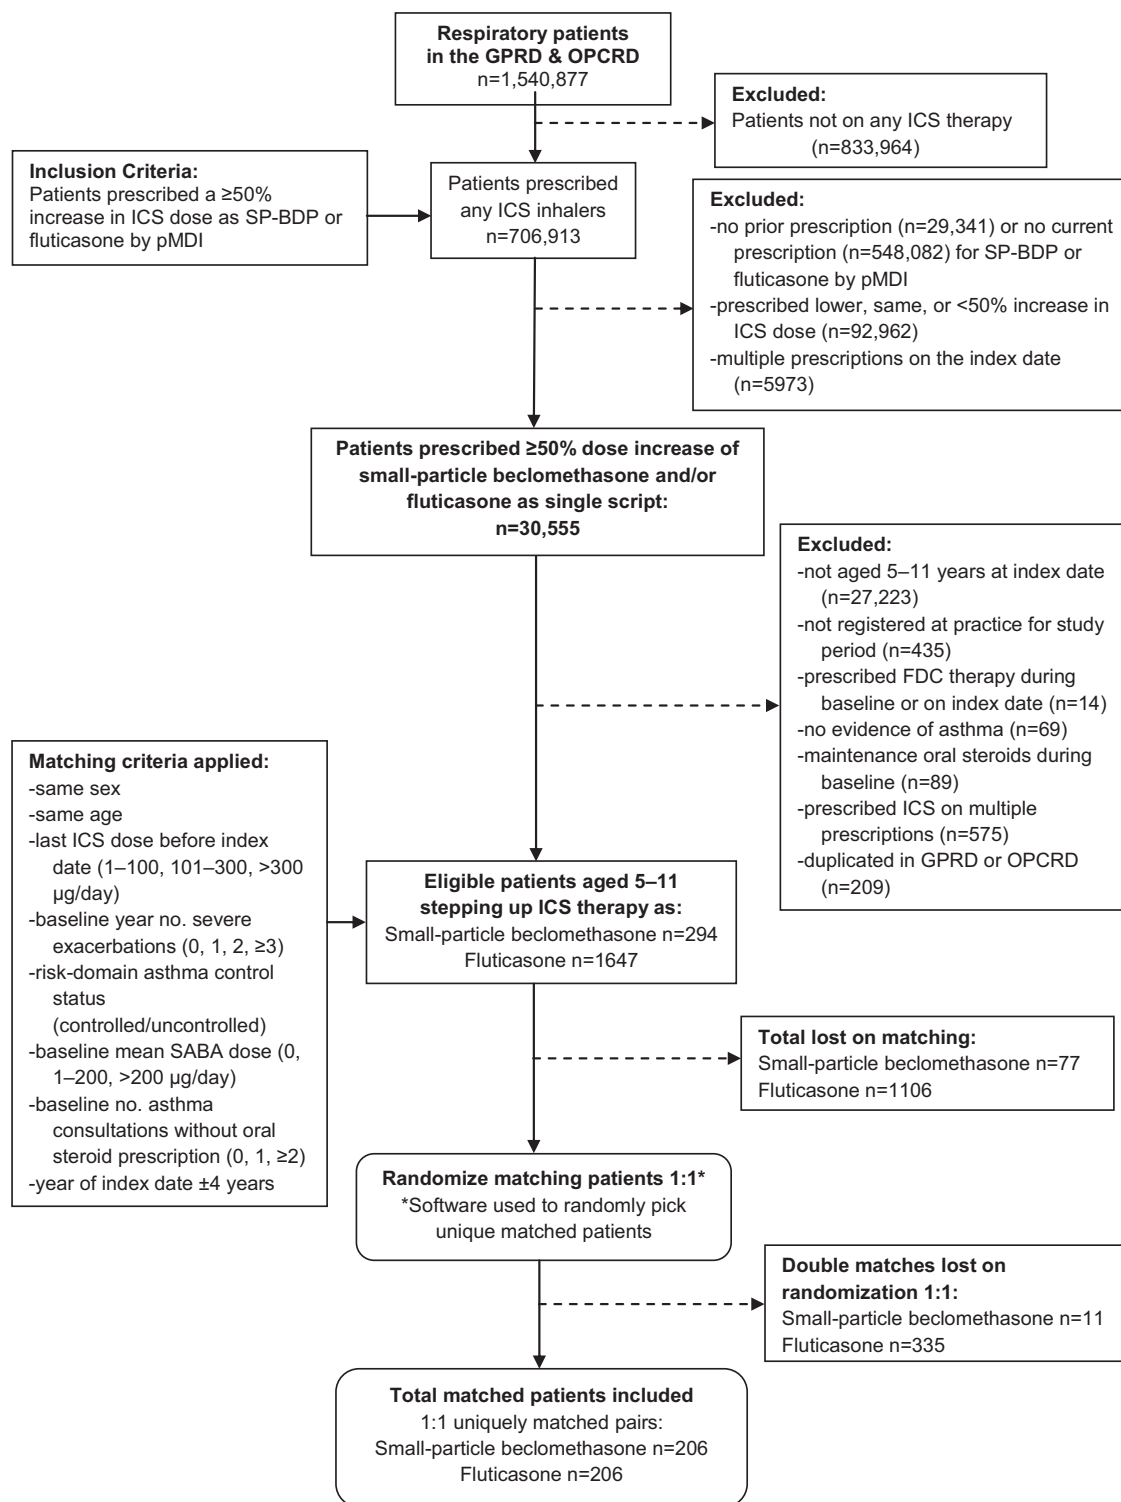 Respiratory patients
in the GPRD & OPCRD
n=1,540,877
Excluded:
Patients not on any ICS therapy
(n=833,964)
Inclusion Criteria:
Patients prescribed a ≥50%
increase in ICS dose as SP-BDP or
fluticasone by pMDI
Patients prescribed
any ICS inhalers
n=706,913
Excluded:
-no prior prescription (n=29,341) or no current
prescription (n=548,082) for SP-BDP or
fluticasone by pMDI
-prescribed lower, same, or <50% increase in
ICS dose (n=92,962)
-multiple prescriptions on the index date
(n=5973)
Patients prescribed ≥50% dose increase of
small-particle beclomethasone and/or
fluticasone as single script:
n=30,555
Excluded:
-not aged 5–11 years at index date
(n=27,223)
-not registered at practice for study
period (n=435)
-prescribed FDC therapy during
baseline or on index date (n=14)
-no evidence of asthma (n=69)
-maintenance oral steroids during
baseline (n=89)
-prescribed ICS on multiple
prescriptions (n=575)
-duplicated in GPRD or OPCRD
(n=209)
Matching criteria applied:
-same sex
-same age
-last ICS dose before index
date (1–100, 101–300, >300
µg/day)
-baseline year no. severe
exacerbations (0, 1, 2, ≥3)
-risk-domain asthma control
status
(controlled/uncontrolled)
-baseline mean SABA dose (0,
1–200, >200 µg/day)
-baseline no. asthma
consultations without oral
steroid prescription (0, 1, ≥2)
-year of index date ±4 years
Eligible patients aged 5–11
stepping up ICS therapy as:
Small-particle beclomethasone n=294
Fluticasone n=1647
Total lost on matching:
Small-particle beclomethasone n=77
Fluticasone n=1106
Randomize matching patients 1:1*
*Software used to randomly pick
unique matched patients
Double matches lost on
randomization 1:1:
Small-particle beclomethasone n=11
Fluticasone n=335
Total matched patients included
1:1 uniquely matched pairs:
Small-particle beclomethasone n=206
Fluticasone n=206